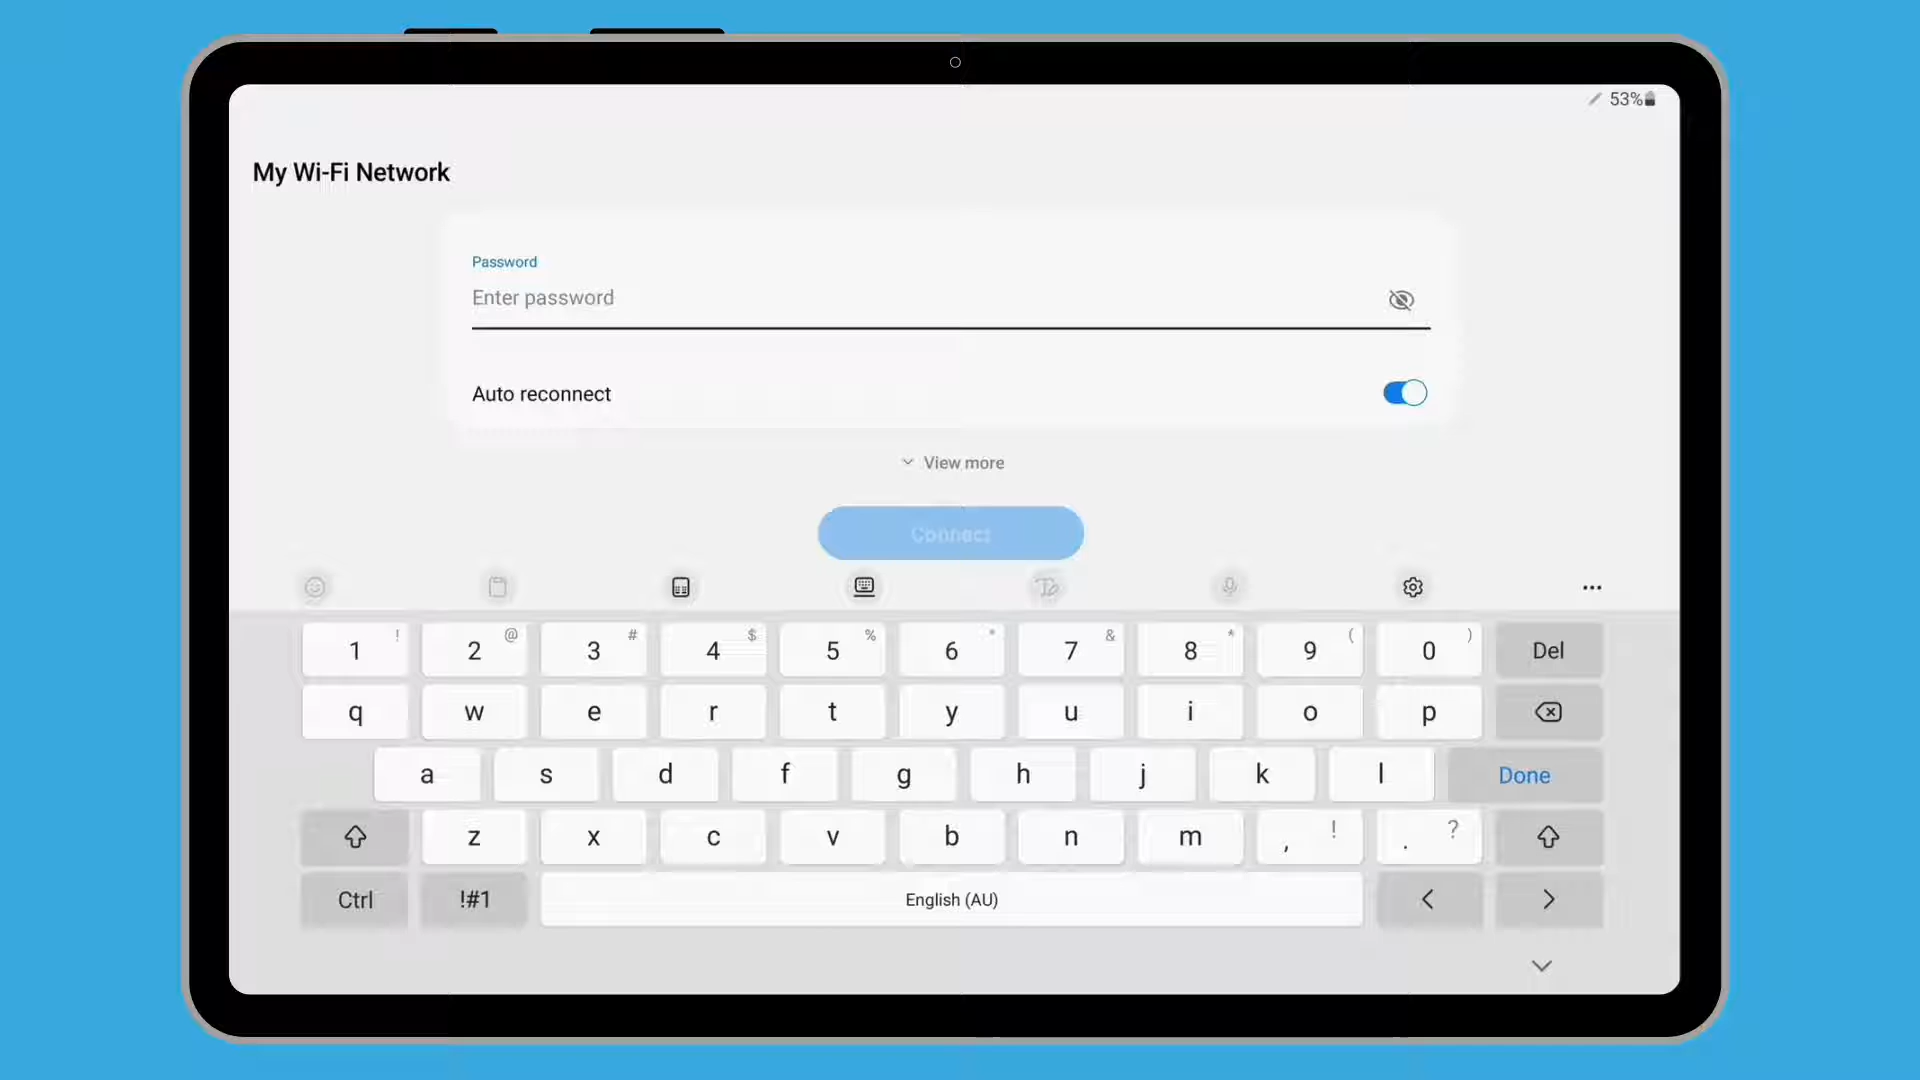 53%
My Wi-Fi Network
Password
Enter password
Auto reconnect
View more
Connect
1 ! 2 @ 3 # 4 $ 5 % 6 7 & 8 * 9 ( 0 ) Del
q w e r t y u i o p
a s d f g h j k l Done
z x c v b n m , ! . ?
Ctrl !#1 English (AU) < >